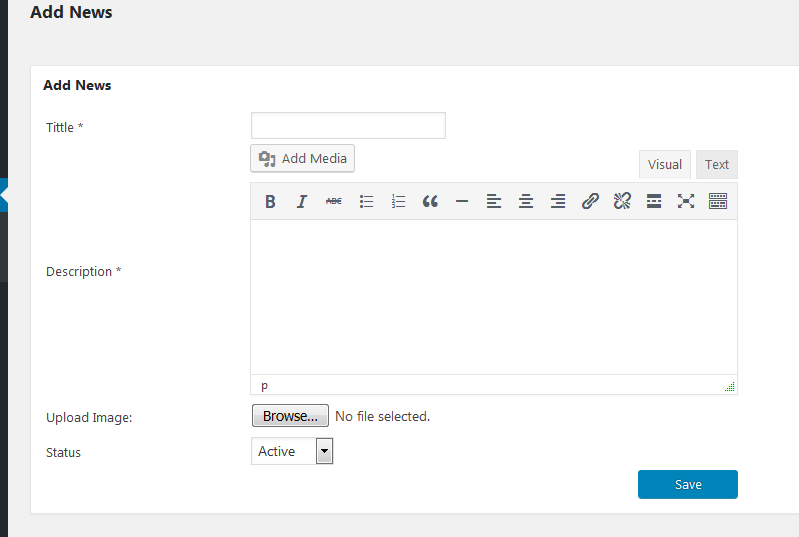 Add News
Add News
Tittle *
Add Media
Visual Text
B I ABC
Description *
p
Upload Image: Browse... No file selected.
Status Active
Save